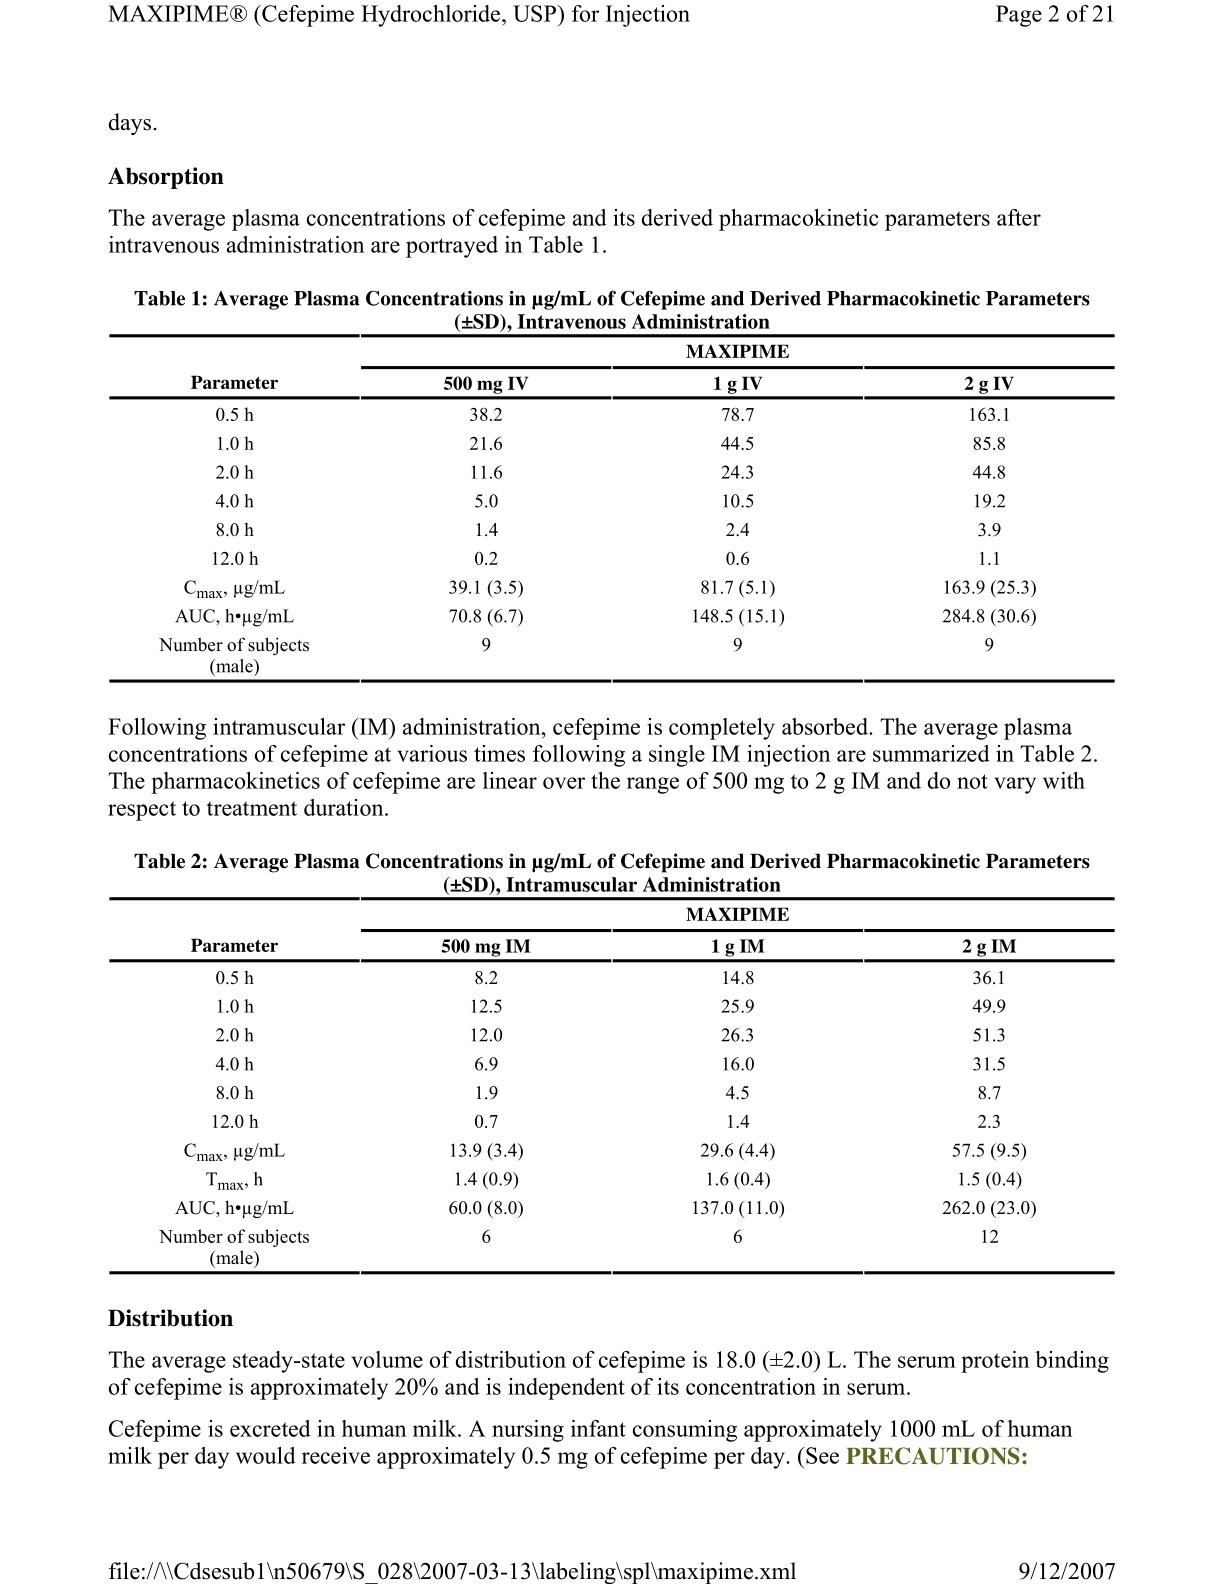 MAXIPIME® (Cefepime Hydrochloride, USP) for Injection Page 2 of 21
days.
Absorption
The average plasma concentrations of cefepime and its derived pharmacokinetic parameters after
intravenous administration are portrayed in Table 1.
Table 1: Average Plasma Concentrations in µg/mL of Cefepime and Derived Pharmacokinetic Parameters
(±SD), Intravenous Administration
MAXIPIME
Parameter 500 mg IV 1 g IV 2 g IV
0.5 h 38.2 78.7 163.1
1.0 h 21.6 44.5 85.8
2.0 h 11.6 24.3 44.8
4.0 h 5.0 10.5 19.2
8.0 h 1.4 2.4 3.9
12.0 h 0.2 0.6 1.1
Cmax, µg/mL 39.1 (3.5) 81.7 (5.1) 163.9 (25.3)
AUC, h•µg/mL 70.8 (6.7) 148.5 (15.1) 284.8 (30.6)
Number of subjects 9 9 9
(male)
Following intramuscular (IM) administration, cefepime is completely absorbed. The average plasma
concentrations of cefepime at various times following a single IM injection are summarized in Table 2.
The pharmacokinetics of cefepime are linear over the range of 500 mg to 2 g IM and do not vary with
respect to treatment duration.
Table 2: Average Plasma Concentrations in µg/mL of Cefepime and Derived Pharmacokinetic Parameters
(±SD), Intramuscular Administration
MAXIPIME
Parameter 500 mg IM 1 g IM 2 g IM
0.5 h 8.2 14.8 36.1
1.0 h 12.5 25.9 49.9
2.0 h 12.0 26.3 51.3
4.0 h 6.9 16.0 31.5
8.0 h 1.9 4.5 8.7
12.0 h 0.7 1.4 2.3
Cmax, µg/mL 13.9 (3.4) 29.6 (4.4) 57.5 (9.5)
Tmax, h 1.4 (0.9) 1.6 (0.4) 1.5 (0.4)
AUC, h•µg/mL 60.0 (8.0) 137.0 (11.0) 262.0 (23.0)
Number of subjects 6 6 12
(male)
Distribution
The average steady-state volume of distribution of cefepime is 18.0 (±2.0) L. The serum protein binding
of cefepime is approximately 20% and is independent of its concentration in serum.
Cefepime is excreted in human milk. A nursing infant consuming approximately 1000 mL of human
milk per day would receive approximately 0.5 mg of cefepime per day. (See PRECAUTIONS:
file://\\Cdsesub1\n50679\S_028\2007-03-13\labeling\spl\maxipime.xml 9/12/2007